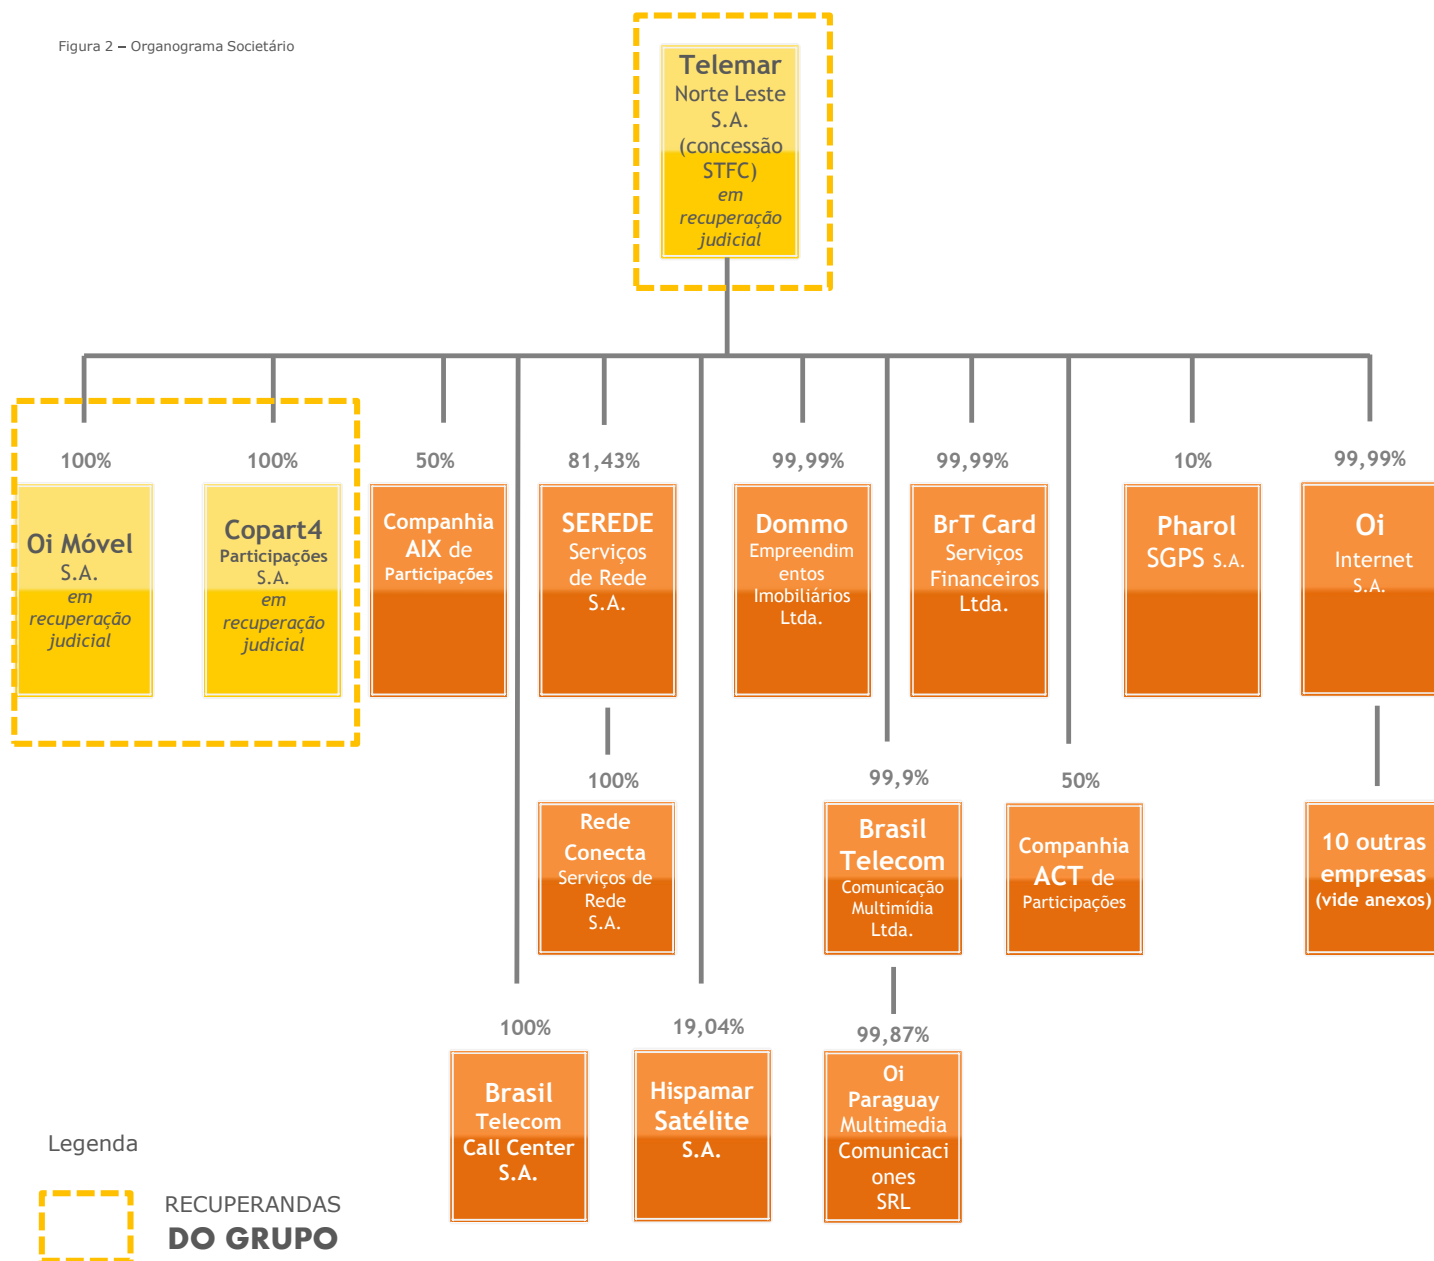 Figura 2 – Organograma Societário
Telemar
Norte Leste
S.A.
(concessão
STFC)
em
recuperação
judicial
100%
Oi Móvel
S.A.
em
recuperação
judicial
100%
Copart4
Participações
S.A.
em
recuperação
judicial
50%
Companhia
AIX de
Participações
81,43%
SEREDE
Serviços
de Rede
S.A.
99,99%
Dommo
Empreendim
entos
Imobiliários
Ltda.
99,99%
BrT Card
Serviços
Financeiros
Ltda.
10%
Pharol
SGPS S.A.
99,99%
Oi
Internet
S.A.
100%
Rede
Conecta
Serviços de
Rede
S.A.
99,9%
Brasil
Telecom
Comunicação
Multimídia
Ltda.
50%
Companhia
ACT de
Participações
10 outras
empresas
(vide anexos)
100%
Brasil
Telecom
Call Center
S.A.
19,04%
Hispamar
Satélite
S.A.
99,87%
Oi
Paraguay
Multimedia
Comunicaci
ones
SRL
Legenda
RECUPERANDAS
DO GRUPO